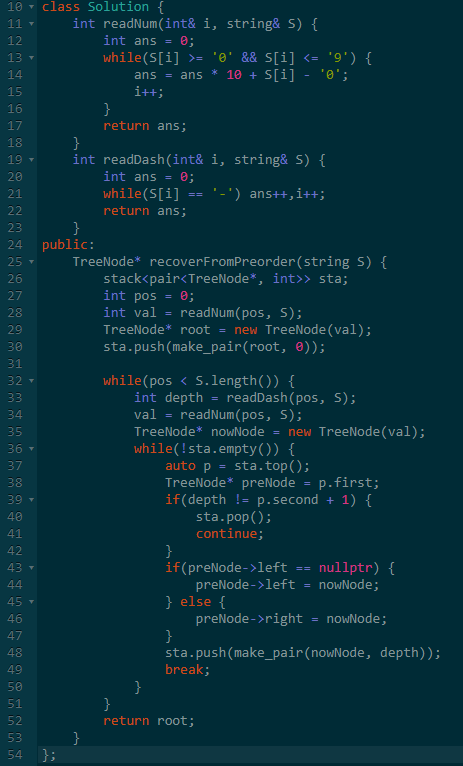 10 class Solution {
11     int readNum(int& i, string& S) {
12         int ans = 0;
13         while(S[i] >= '0' && S[i] <= '9') {
14             ans = ans * 10 + S[i] - '0';
15             i++;
16         }
17         return ans;
18     }
19     int readDash(int& i, string& S) {
20         int ans = 0;
21         while(S[i] == '-') ans++,i++;
22         return ans;
23     }
24 public:
25     TreeNode* recoverFromPreorder(string S) {
26         stack<pair<TreeNode*, int>> sta;
27         int pos = 0;
28         int val = readNum(pos, S);
29         TreeNode* root = new TreeNode(val);
30         sta.push(make_pair(root, 0));
31
32         while(pos < S.length()) {
33             int depth = readDash(pos, S);
34             val = readNum(pos, S);
35             TreeNode* nowNode = new TreeNode(val);
36             while(!sta.empty()) {
37                 auto p = sta.top();
38                 TreeNode* preNode = p.first;
39                 if(depth != p.second + 1) {
40                     sta.pop();
41                     continue;
42                 }
43                 if(preNode->left == nullptr) {
44                     preNode->left = nowNode;
45                 } else {
46                     preNode->right = nowNode;
47                 }
48                 sta.push(make_pair(nowNode, depth));
49                 break;
50             }
51         }
52         return root;
53     }
54 };